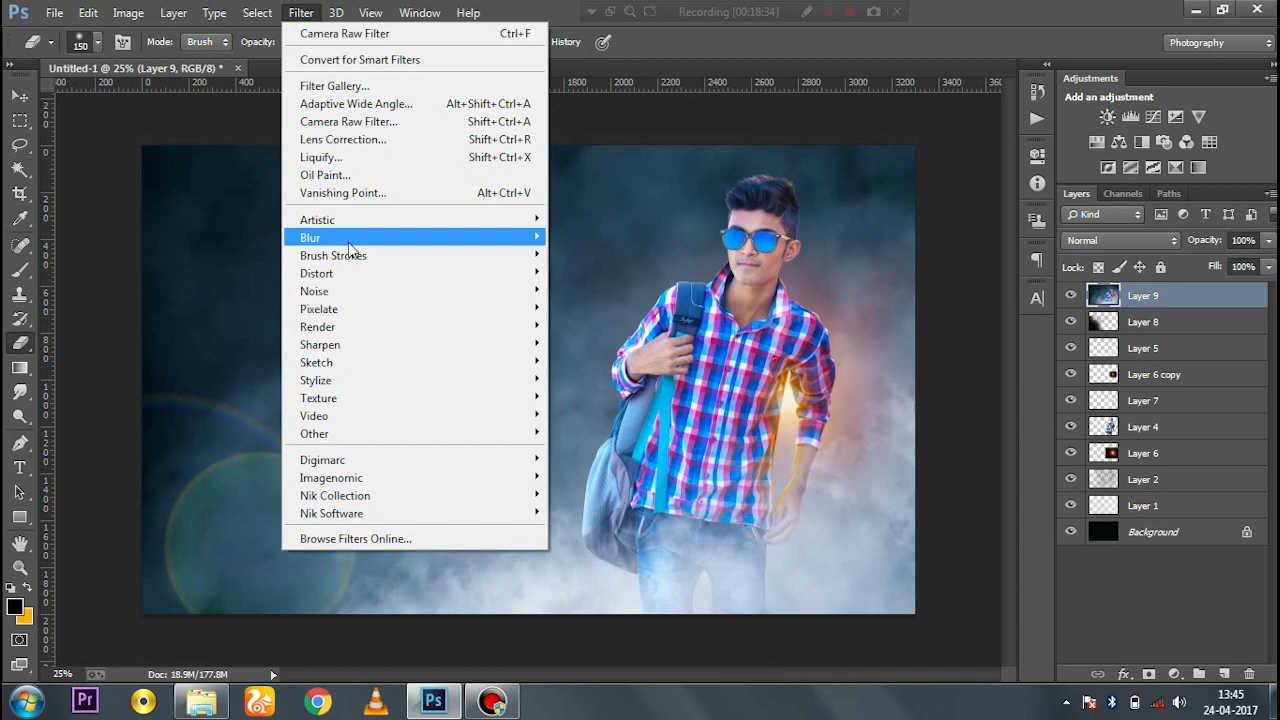 Ps File Edit Image Layer Type Select Filter 3D View Window Help Recording [00:18:34]
150 Mode: Brush Opacity: History Photography
Untitled-1 @ 25% (Layer 9, RGB/8) * ×
Camera Raw Filter Ctrl+F
Convert for Smart Filters
Filter Gallery...
Adaptive Wide Angle... Alt+Shift+Ctrl+A
Camera Raw Filter... Shift+Ctrl+A
Lens Correction... Shift+Ctrl+R
Liquify... Shift+Ctrl+X
Oil Paint...
Vanishing Point... Alt+Ctrl+V
Artistic
Blur
Brush Strokes
Distort
Noise
Pixelate
Render
Sharpen
Sketch
Stylize
Texture
Video
Other
Digimarc
Imagenomic
Nik Collection
Nik Software
Browse Filters Online...
200 400 1800 2000 2200 2400 2600 2800 3000 3200 3400
Adjustments
Add an adjustment
Layers Channels Paths
Kind
Normal Opacity: 100%
Lock: Fill: 100%
Layer 9
Layer 8
Layer 5
Layer 6 copy
Layer 7
Layer 4
Layer 6
Layer 2
Layer 1
Background
25% Doc: 18.9M/177.8M
Pr Ps 13:45
24-04-2017